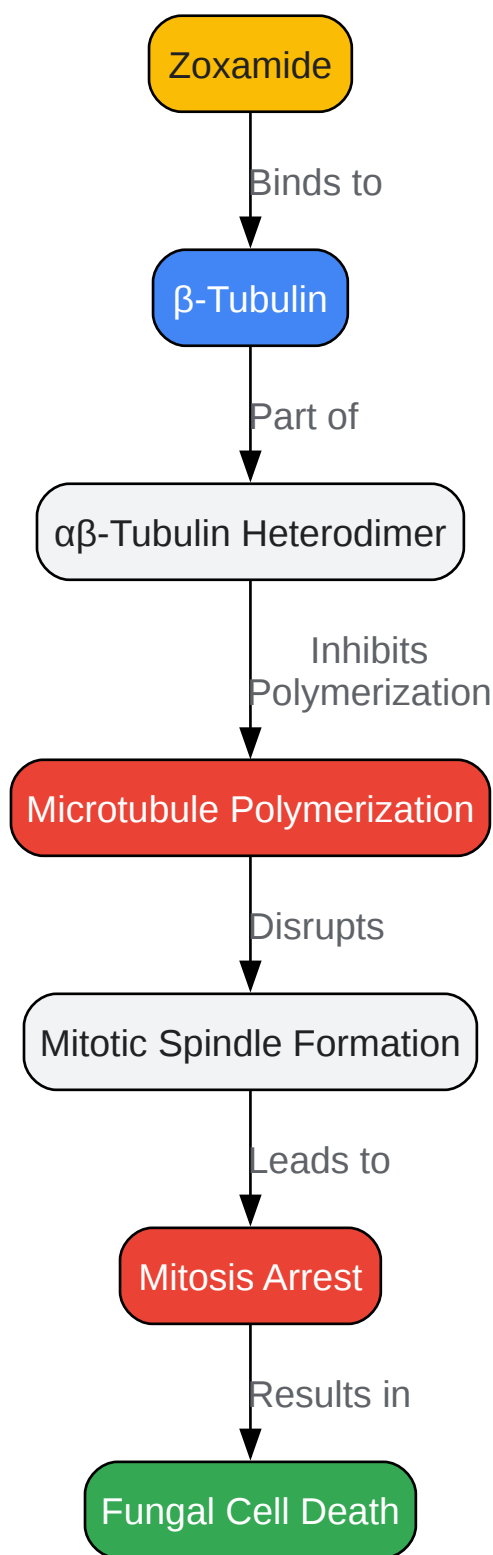 Zoxamide
Binds to
β-Tubulin
Part of
αβ-Tubulin Heterodimer
Inhibits
Polymerization
Microtubule Polymerization
Disrupts
Mitotic Spindle Formation
Leads to
Mitosis Arrest
Results in
Fungal Cell Death